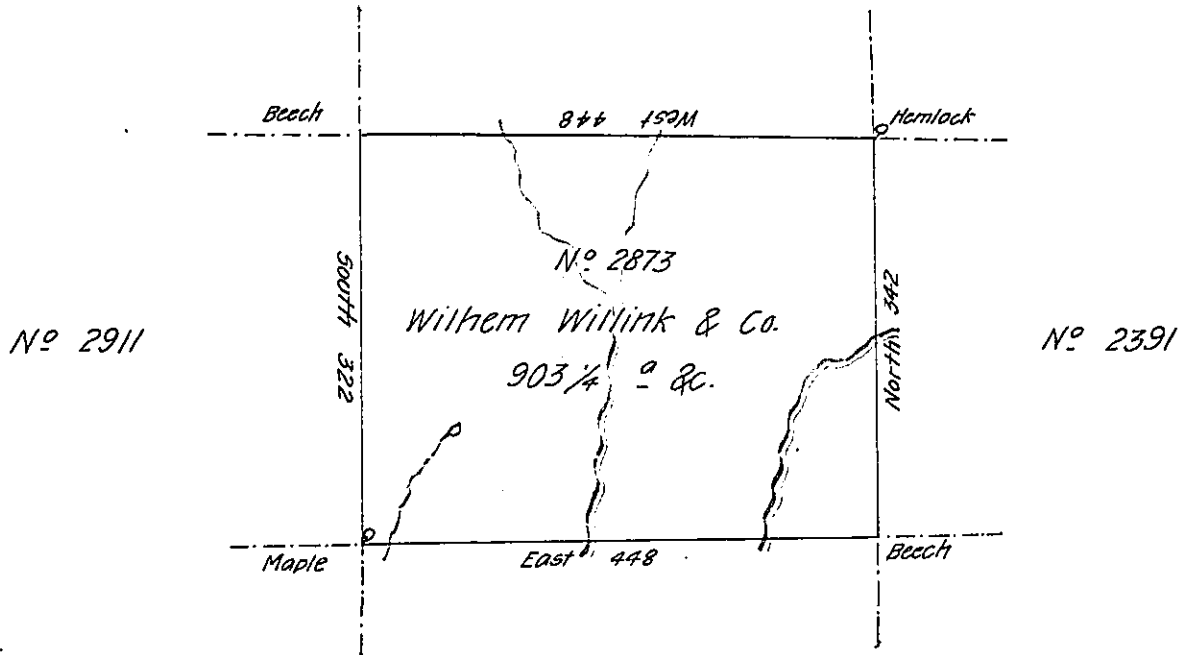 Beech
West 448
Hemlock
Nº 2873
South 322
North 342
Nº 2911
Wilhem Willink & Co.
Nº 2391
903 1/4 a &c.
Maple
East 448
Beech